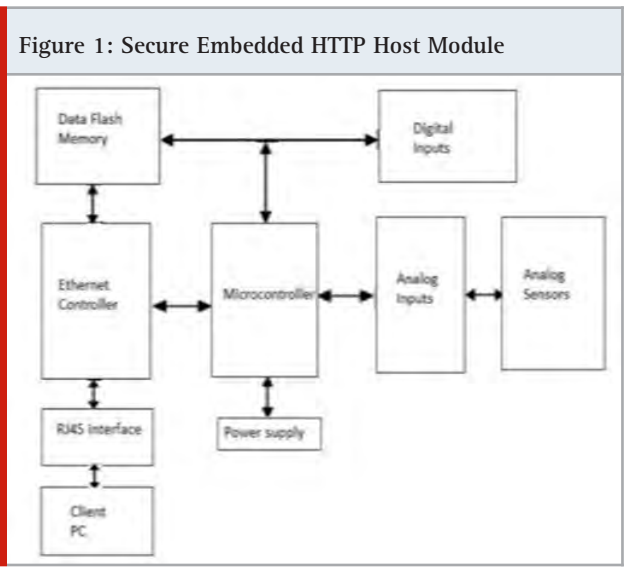 Figure 1: Secure Embedded HTTP Host Module
Data Flash
Memory
Digital
Inputs
Ethernet
Controller
Microcontroller
Analog
Inputs
Analog
Sensors
RJ45 Interface
Power supply
Client
PC